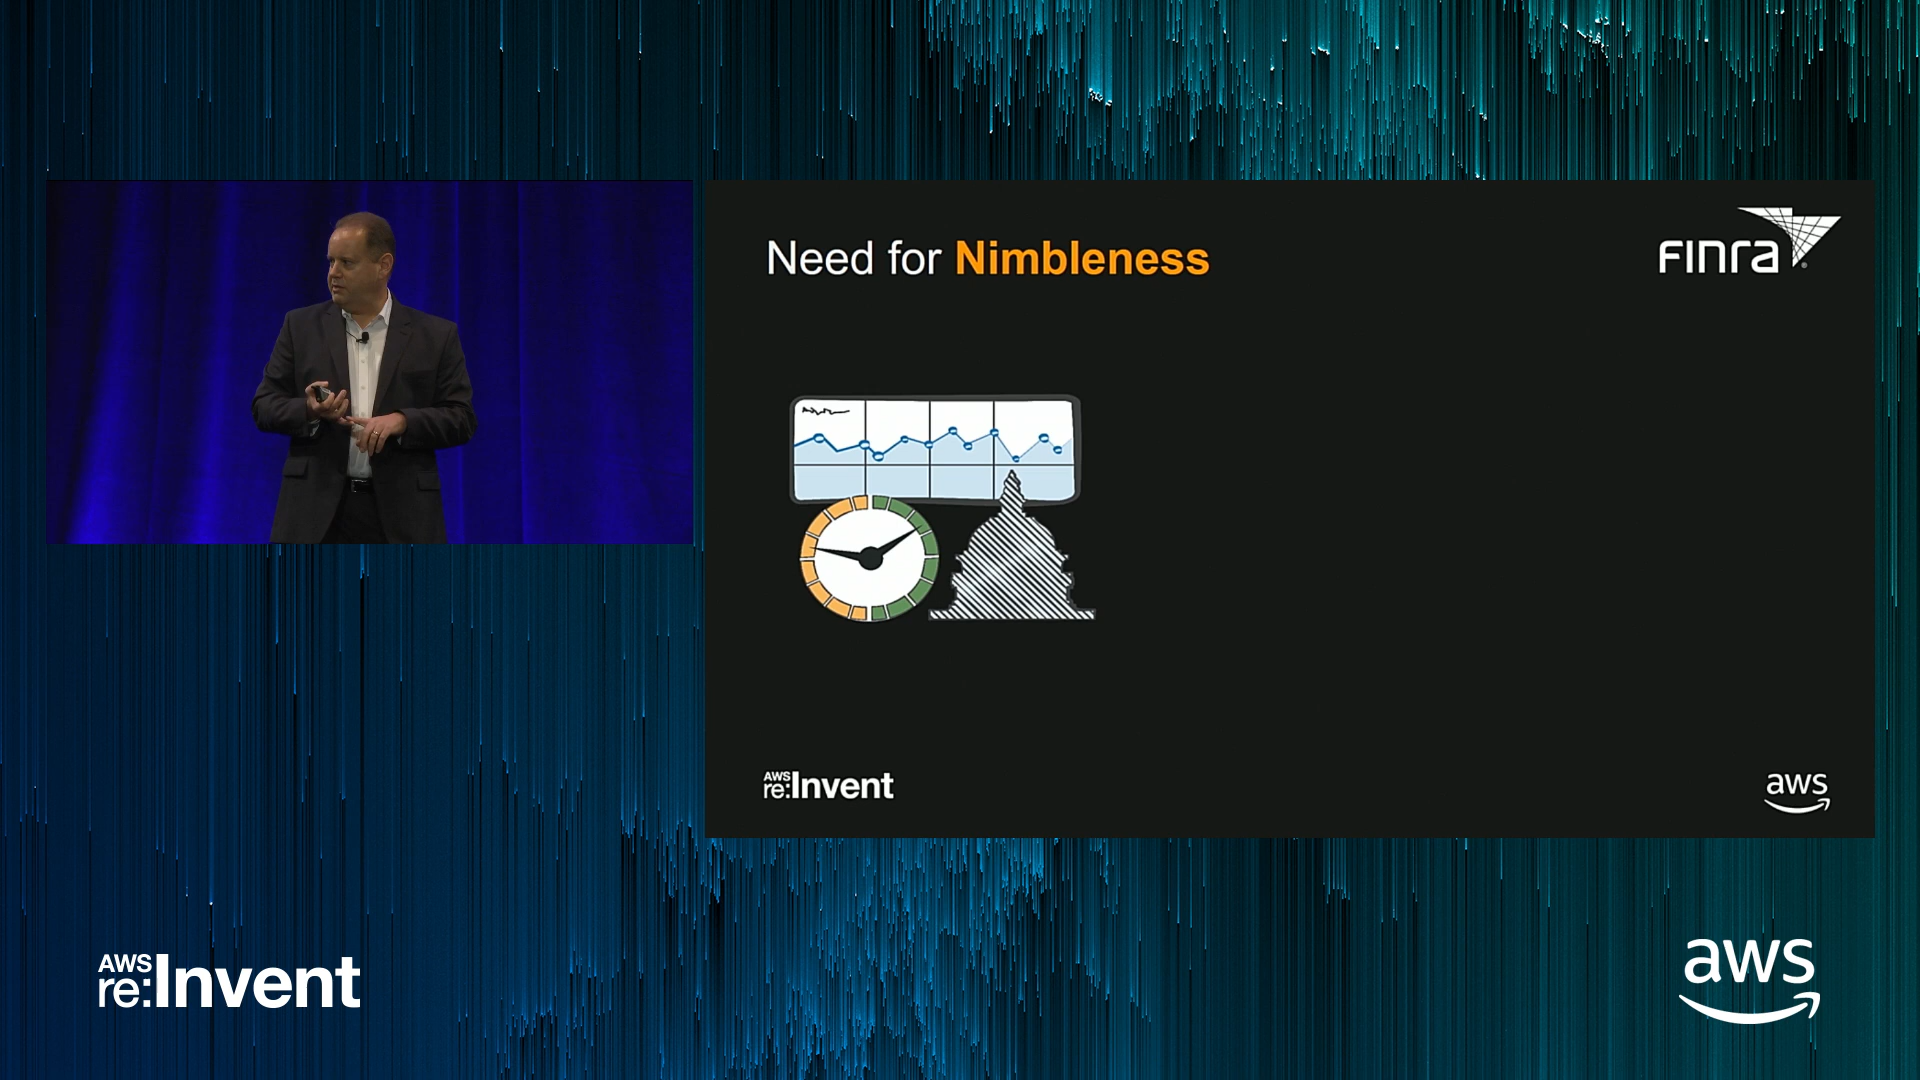 Need for Nimbleness
FINRA
AWS
re:Invent
aws
AWS
re:Invent
aws